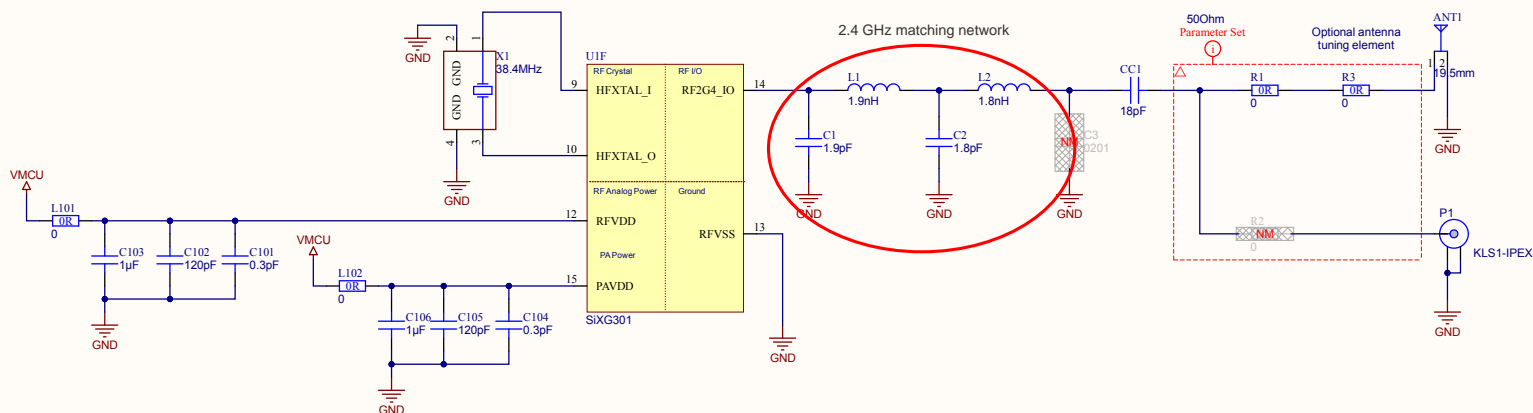 2.4 GHz matching network
50Ohm
Parameter Set
i
Optional antenna
tuning element
ANT1
1 2
19.5mm
GND
2
1
GND
GND
X1
38.4MHz
4
3
GND
U1F
RF Crystal
RF I/O
9
HFXTAL_I
RF2G4_IO
14
10
HFXTAL_O
RF Analog Power
Ground
12
RFVDD
RFVSS
13
PA Power
15
PAVDD
SiXG301
GND
L1
1.9nH
L2
1.8nH
C1
1.9pF
GND
C2
1.8pF
GND
C3
NM
0201
GND
CC1
18pF
R1
0R
0
R3
0R
0
GND
R2
NM
0
P1
KLS1-IPEX
GND
VMCU
L101
0R
0
C103
1µF
C102
120pF
C101
0.3pF
GND
VMCU
L102
0R
0
C106
1µF
C105
120pF
C104
0.3pF
GND
GND